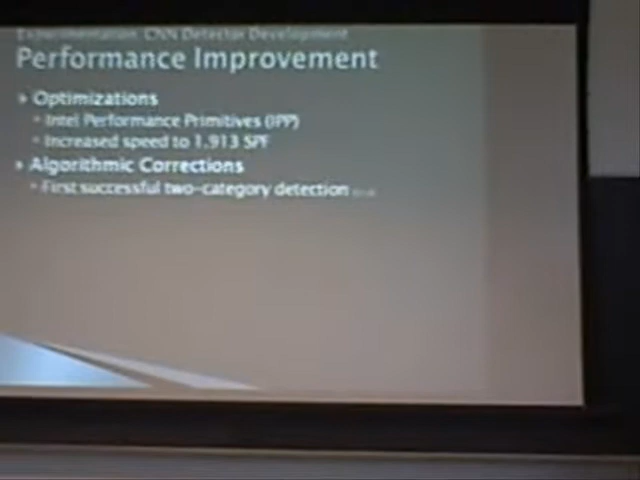 Experimentation: CNN Detector Development
Performance Improvement
Optimizations
Intel Performance Primitives (IPP)
Increased speed to 1.913 SPF
Algorithmic Corrections
First successful two-category detection